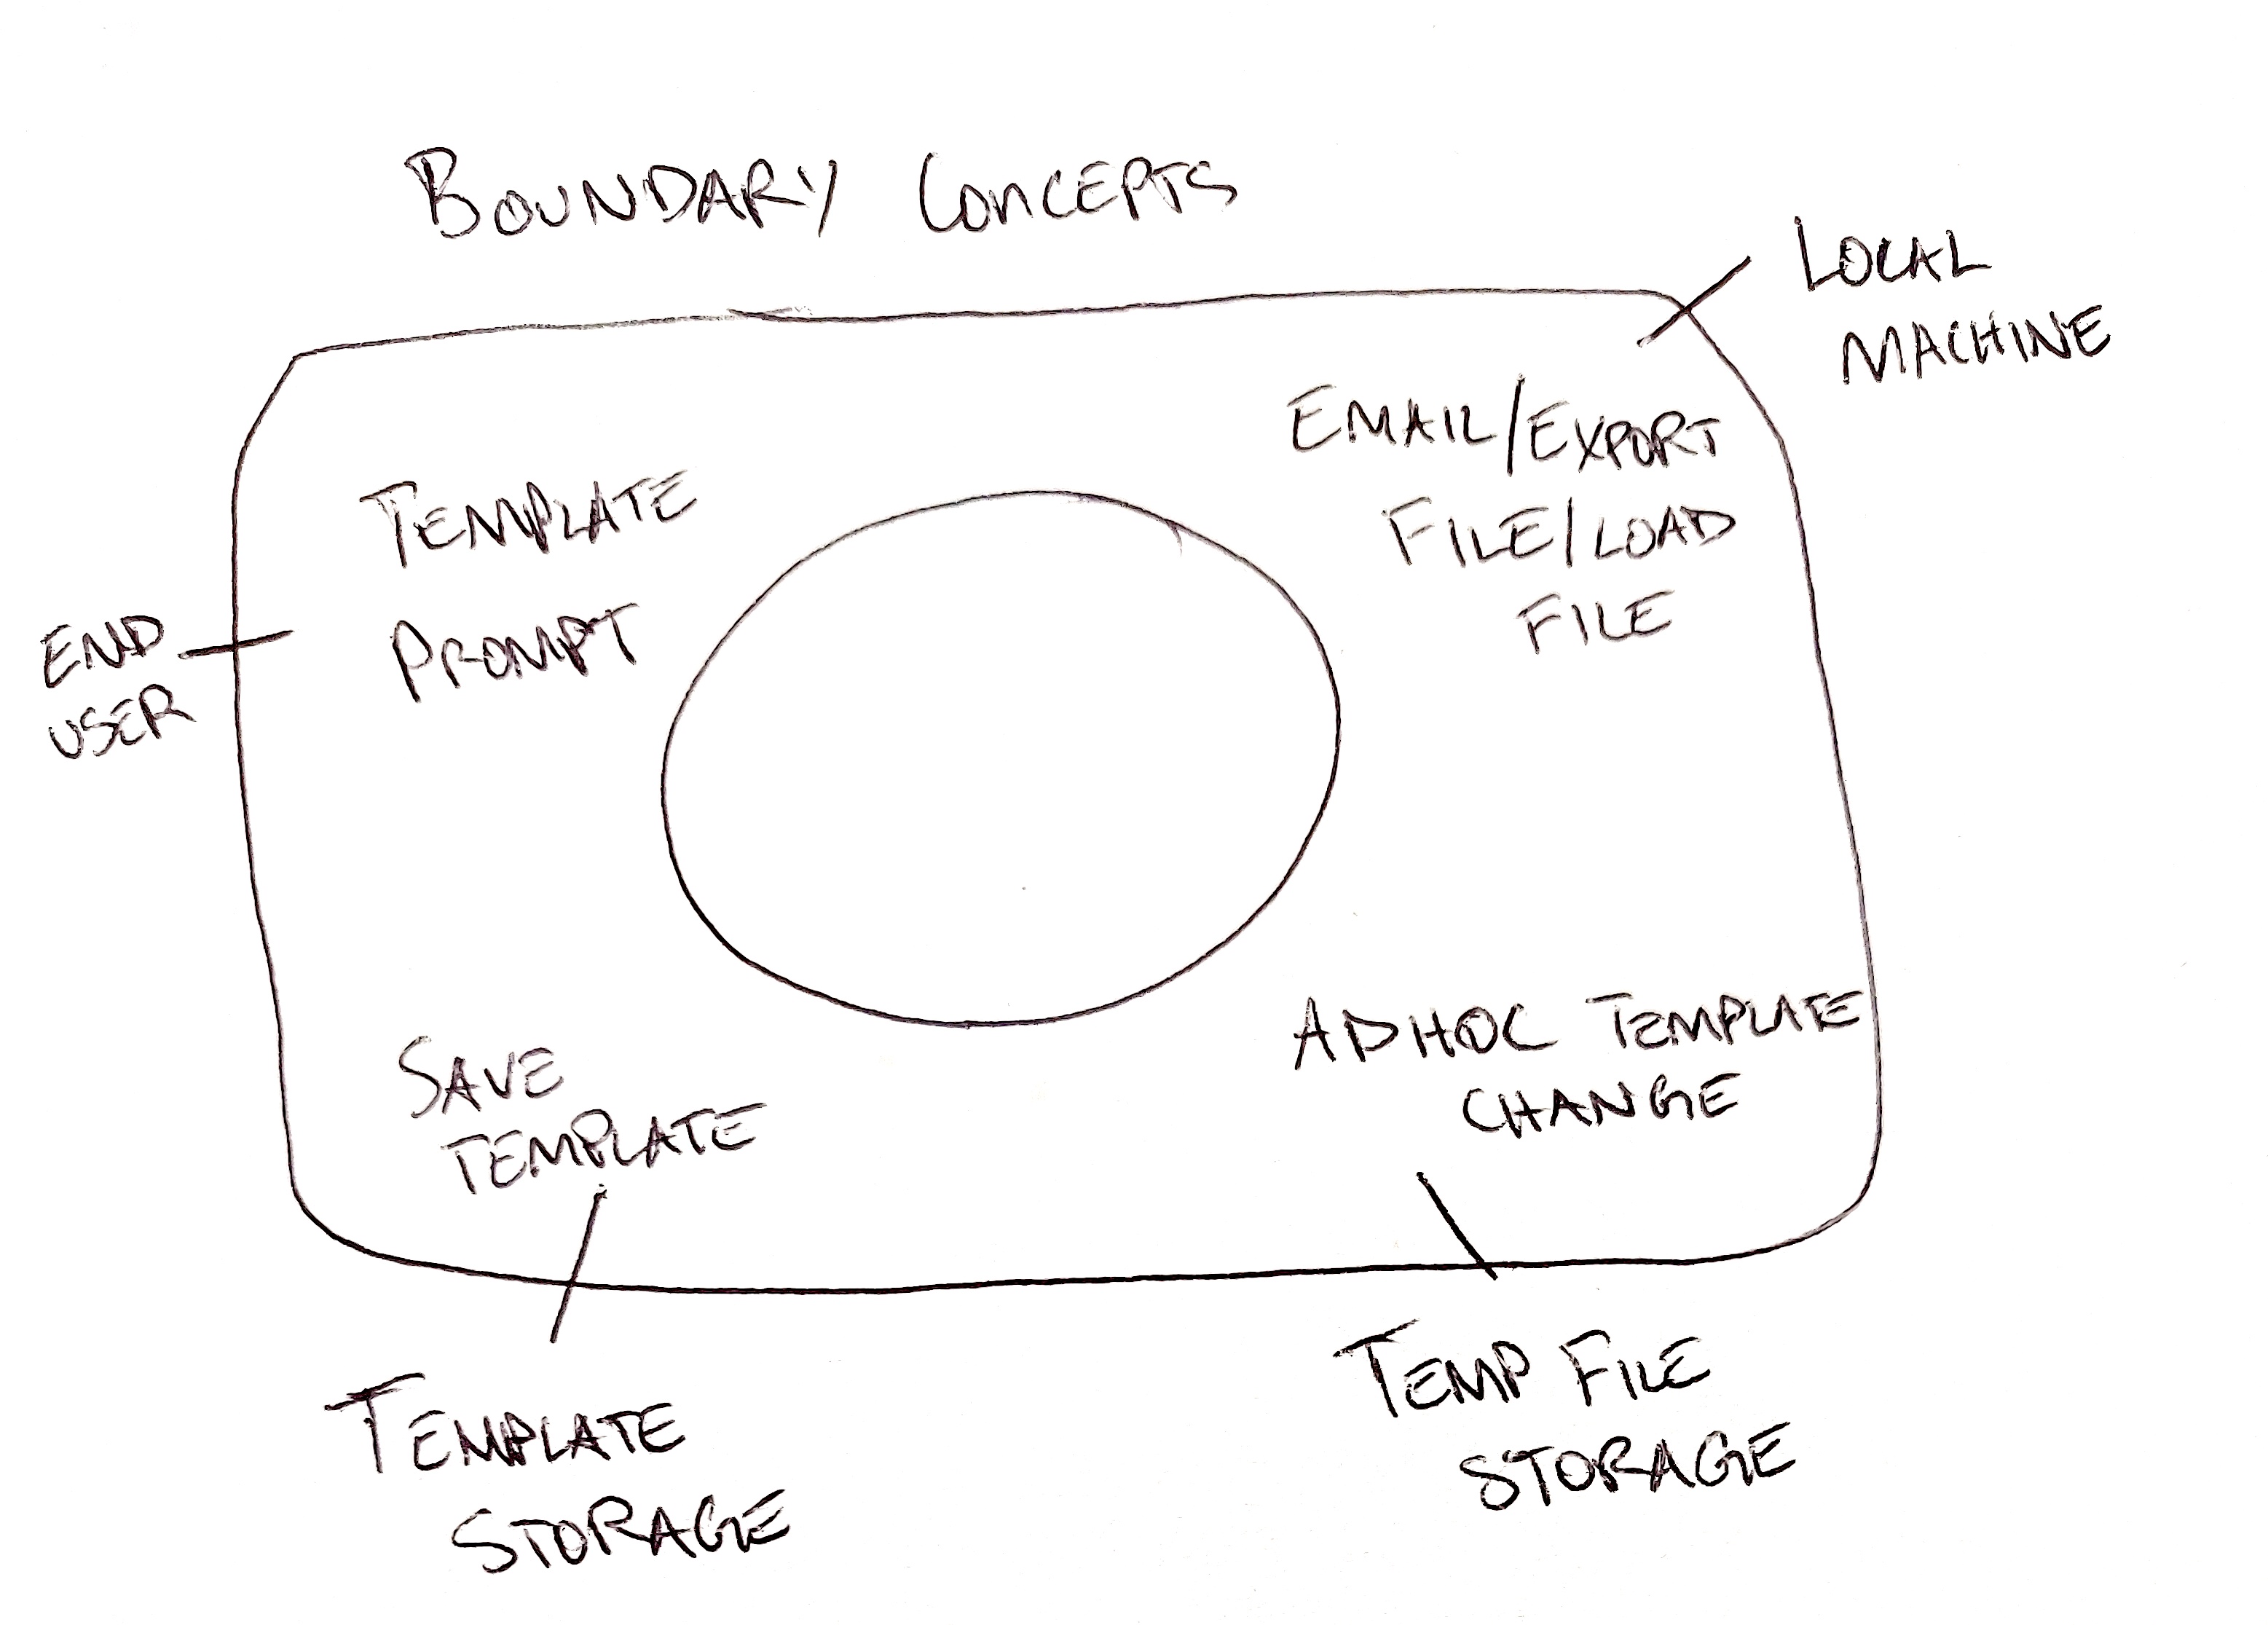 BOUNDARY CONCEPTS
LOCAL
MACHINE
EMAIL/EXPORT
FILE/LOAD
FILE
TEMPLATE
PROMPT
END
USER
ADHOC TEMPLATE
CHANGE
SAVE
TEMPLATE
TEMP FILE
STORAGE
TEMPLATE
STORAGE